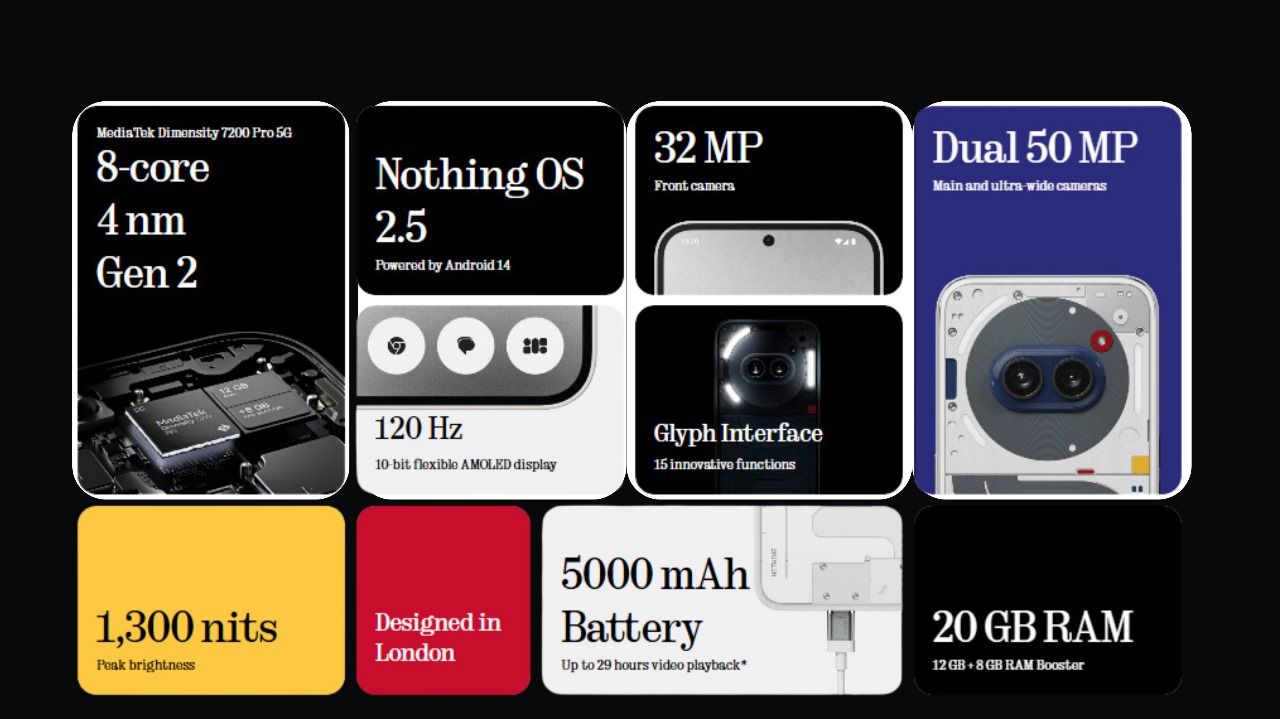 MediaTek Dimensity 7200 Pro 5G
8-core
4 nm
Gen 2
MediaTek
12 GB
+8 GB
Nothing OS
2.5
Powered by Android 14
120 Hz
10-bit flexible AMOLED display
32 MP
Front camera
Glyph Interface
15 innovative functions
Dual 50 MP
Main and ultra-wide cameras
1,300 nits
Peak brightness
Designed in
London
5000 mAh
Battery
Up to 29 hours video playback*
NOTHING
20 GB RAM
12 GB + 8 GB RAM Booster